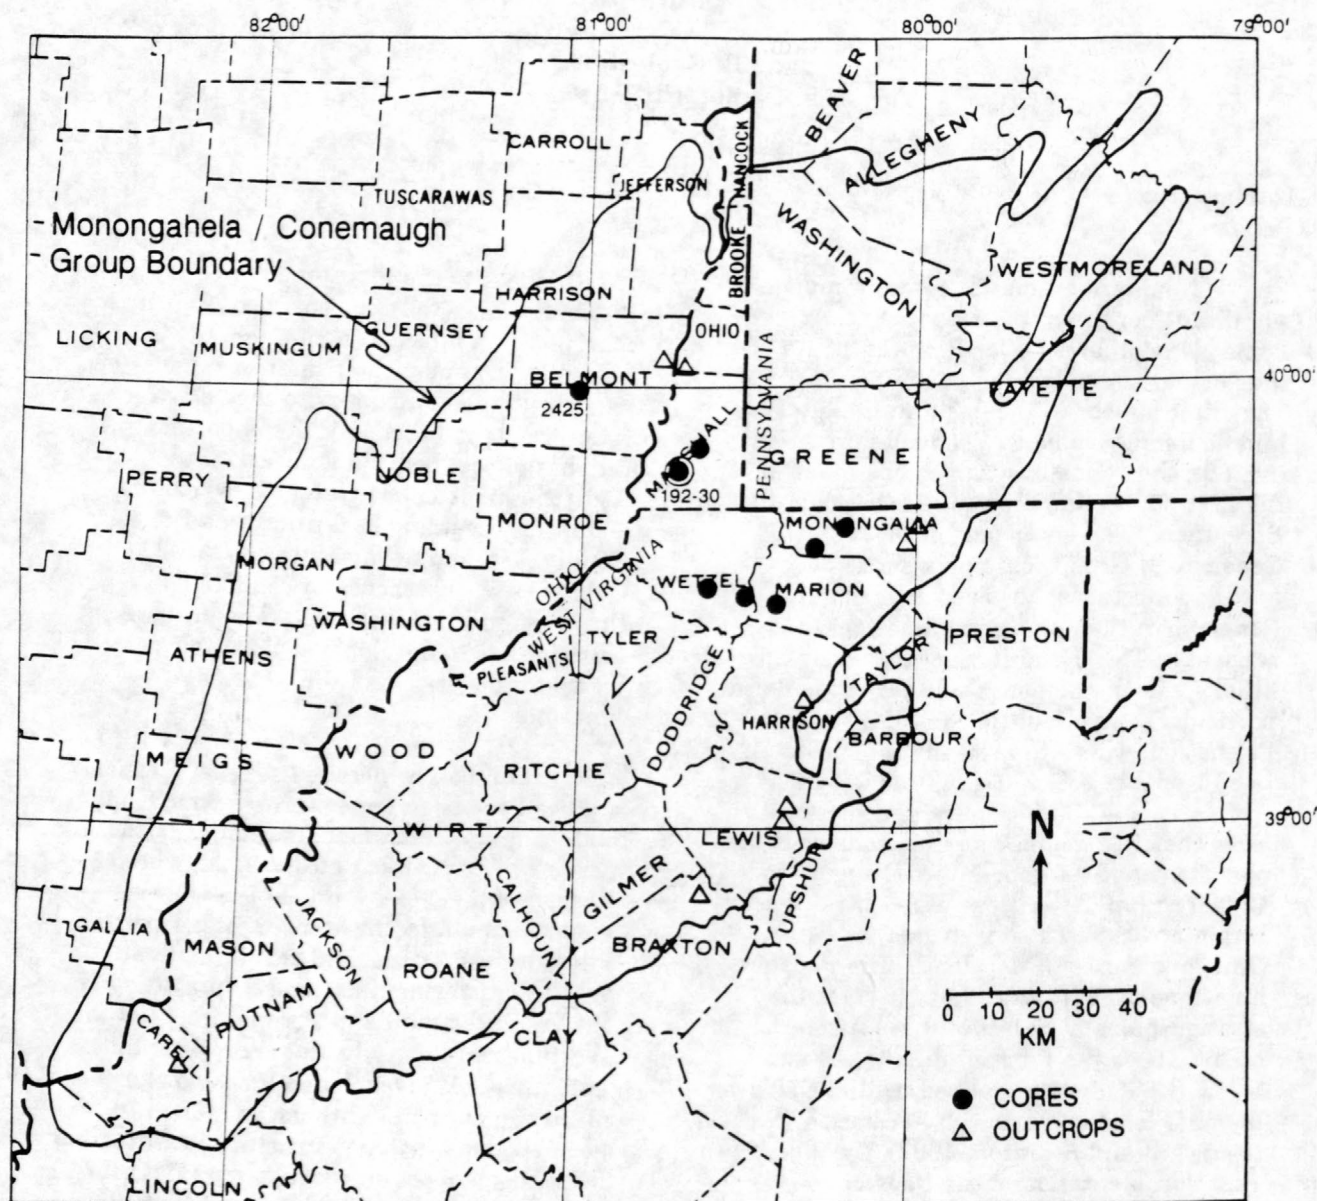 82°00'
81°00'
80°00'
79°00'
BEAVER
CARROLL
HANCOCK
ALLEGHENY
JEFFERSON
TUSCARAWAS
Monongahela / Conemaugh
Group Boundary
BROOKE
WASHINGTON
WESTMORELAND
HARRISON
OHIO
GUERNSEY
LICKING
MUSKINGUM
PENNSYLVANIA
BELMONT
40°00'
FAYETTE
2425
GREENE
PERRY
NOBLE
192-30
MONROE
MONONGALIA
MORGAN
OHIO
WEST VIRGINIA
WETZEL
MARION
WASHINGTON
TYLER
PRESTON
ATHENS
PLEASANTS
TAYLOR
DODDRIDGE
HARRISON
BARBOUR
WOOD
MEIGS
RITCHIE
N
39°00'
WIRT
LEWIS
CALHOUN
GILMER
UPSHUR
JACKSON
GALLIA
MASON
BRAXTON
ROANE
PUTNAM
0 10 20 30 40
KM
CLAY
CORES
OUTCROPS
LINCOLN